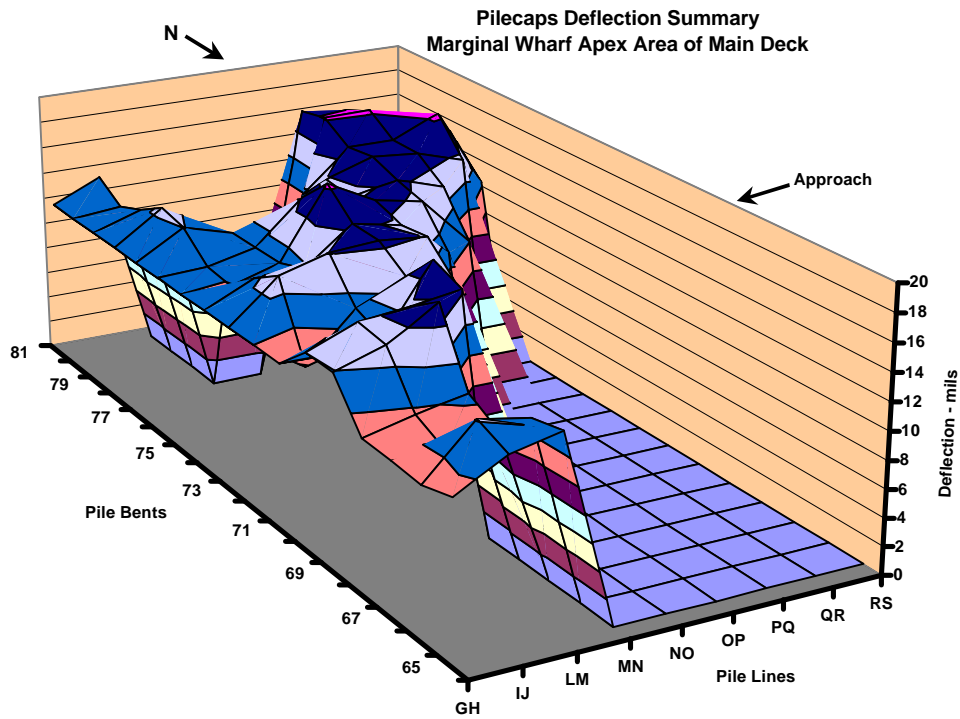 Pilecaps Deflection Summary
Marginal Wharf Apex Area of Main Deck
N
Approach
20
18
16
14
12
10
8
6
4
2
0
Deflection - mils
81
79
77
75
73
71
69
67
65
Pile Bents
GH
IJ
LM
MN
NO
OP
PQ
QR
RS
Pile Lines